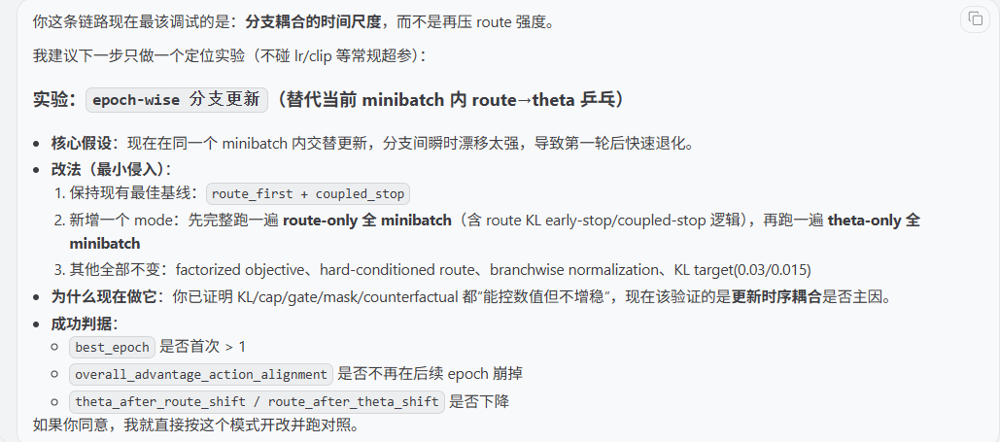 你这条链路现在最该调试的是：分支耦合的时间尺度，而不是再压 route 强度。
我建议下一步只做一个定位实验（不碰 lr/clip 等常规超参）：
实验：epoch-wise 分支更新（替代当前 minibatch 内 route→theta 乒乓）
• 核心假设：现在在同一个 minibatch 内交替更新，分支间瞬时漂移太强，导致第一轮后快速退化。
• 改法（最小侵入）：
1. 保持现有最佳基线：route_first + coupled_stop
2. 新增一个 mode：先完整跑一遍 route-only 全 minibatch（含 route KL early-stop/coupled-stop 逻辑），再跑一遍 theta-only 全
minibatch
3. 其他全部不变：factorized objective、hard-conditioned route、branchwise normalization、KL target(0.03/0.015)
• 为什么现在做它：你已证明 KL/cap/gate/mask/counterfactual 都“能控数值但不增稳”，现在该验证的是更新时序耦合是否主因。
• 成功判据：
◦ best_epoch 是否首次 > 1
◦ overall_advantage_action_alignment 是否不再在后续 epoch 崩掉
◦ theta_after_route_shift / route_after_theta_shift 是否下降
如果你同意，我就直接按这个模式开改并跑对照。